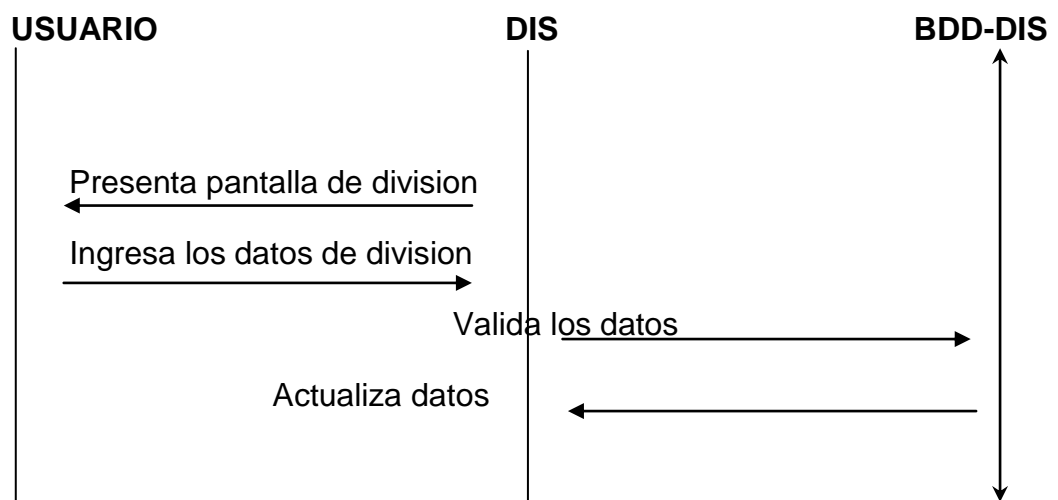 USUARIO DIS BDD-DIS
Presenta pantalla de division
Ingresa los datos de division
Valida los datos
Actualiza datos